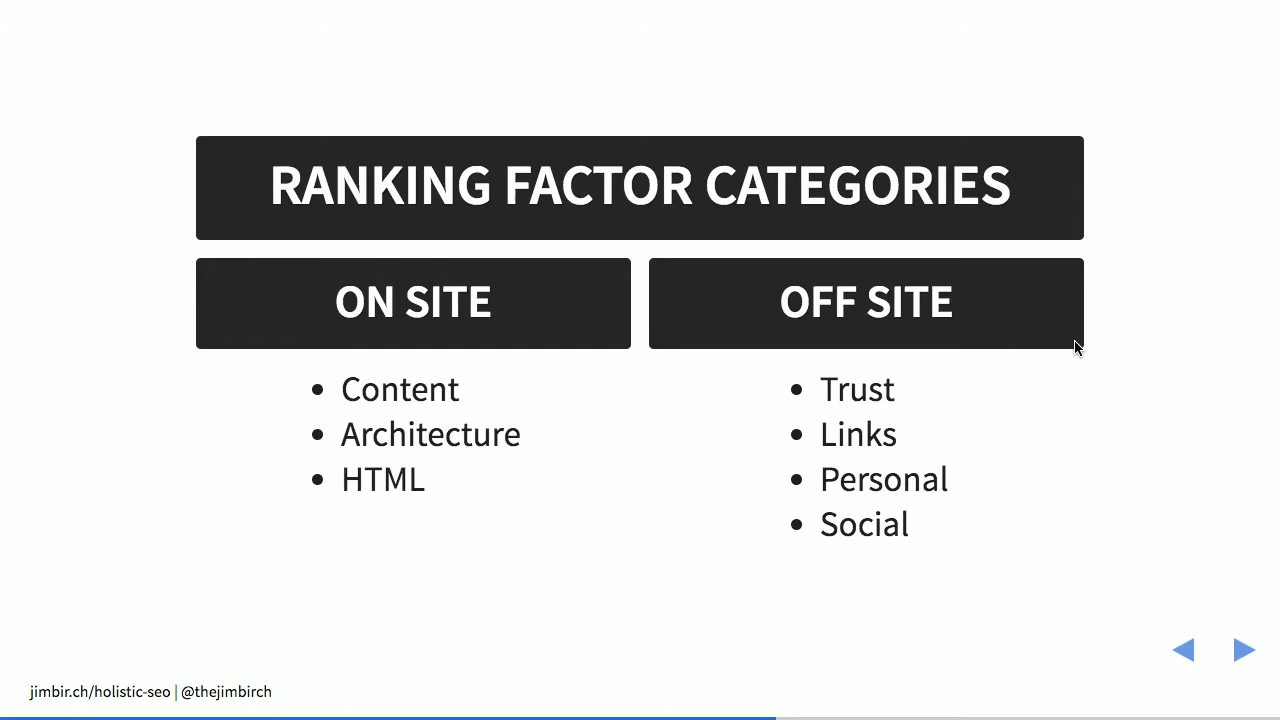 RANKING FACTOR CATEGORIES
ON SITE
Content
Architecture
HTML
OFF SITE
Trust
Links
Personal
Social
jimbir.ch/holistic-seo | @thejimbirch